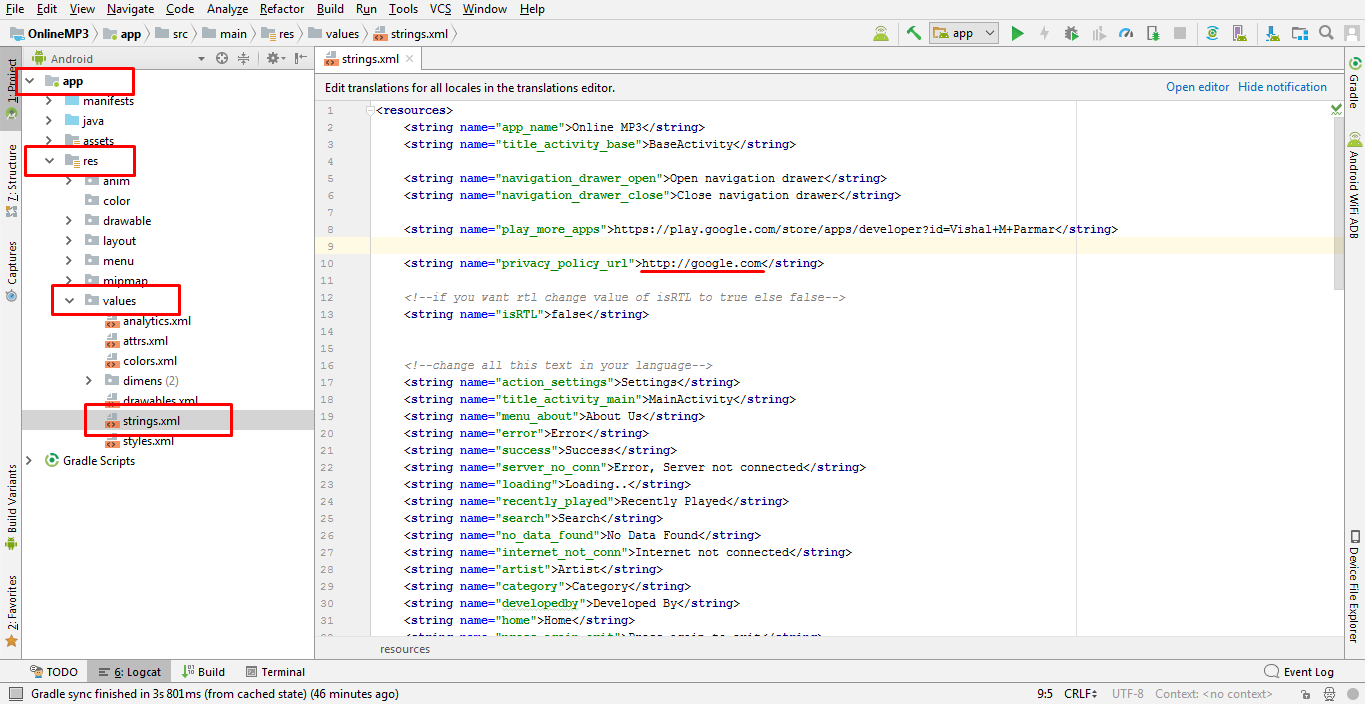 File Edit View Navigate Code Analyze Refactor Build Run Tools VCS Window Help
OnlineMP3 app src main res values strings.xml app
1: Project
7: Structure
Captures
Build Variants
2: Favorites
Android
app
manifests
java
assets
res
anim
color
drawable
layout
menu
mipmap
values
analytics.xml
attrs.xml
colors.xml
dimens (2)
drawables.xml
strings.xml
styles.xml
Gradle Scripts
strings.xml
Edit translations for all locales in the translations editor. Open editor Hide notification
1 <resources>
2 <string name="app_name">Online MP3</string>
3 <string name="title_activity_base">BaseActivity</string>
4
5 <string name="navigation_drawer_open">Open navigation drawer</string>
6 <string name="navigation_drawer_close">Close navigation drawer</string>
7
8 <string name="play_more_apps">https://play.google.com/store/apps/developer?id=Vishal+M+Parmar</string>
9
10 <string name="privacy_policy_url">http://google.com</string>
11
12 <!--if you want rtl change value of isRTL to true else false-->
13 <string name="isRTL">false</string>
14
15
16 <!--change all this text in your language-->
17 <string name="action_settings">Settings</string>
18 <string name="title_activity_main">MainActivity</string>
19 <string name="menu_about">About Us</string>
20 <string name="error">Error</string>
21 <string name="success">Success</string>
22 <string name="server_no_conn">Error, Server not connected</string>
23 <string name="loading">Loading..</string>
24 <string name="recently_played">Recently Played</string>
25 <string name="search">Search</string>
26 <string name="no_data_found">No Data Found</string>
27 <string name="internet_not_conn">Internet not connected</string>
28 <string name="artist">Artist</string>
29 <string name="category">Category</string>
30 <string name="developedby">Developed By</string>
31 <string name="home">Home</string>
resources
Gradle
Android WiFi ADB
Device File Explorer
TODO 6: Logcat Build Terminal Event Log
Gradle sync finished in 3s 801ms (from cached state) (46 minutes ago) 9:5 CRLF UTF-8 Context: <no context>